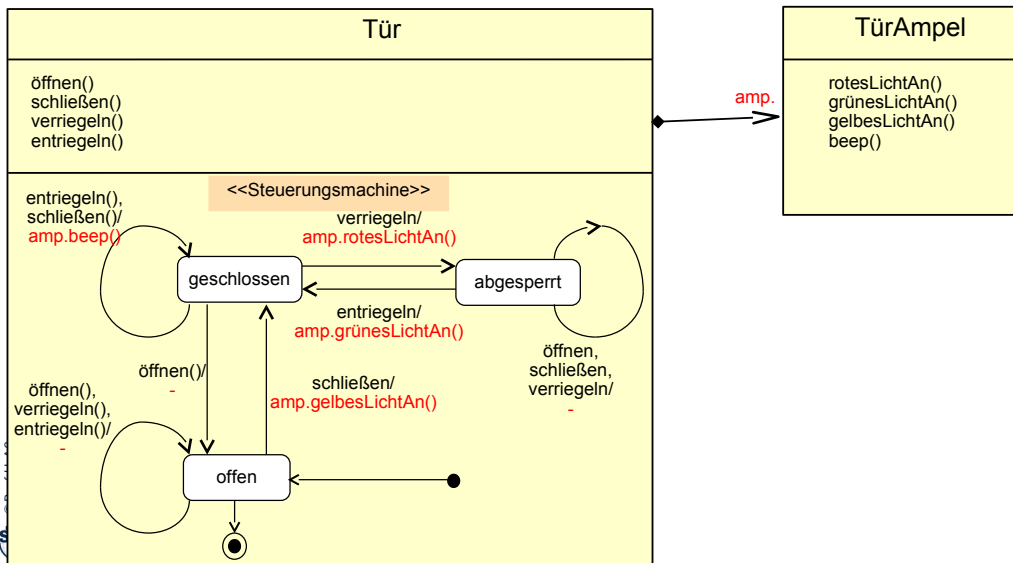 Tür
öffnen()
schließen()
verriegeln()
entriegeln()
amp.
TürAmpel
rotesLichtAn()
grünesLichtAn()
gelbesLichtAn()
beep()
<<Steuerungsmachine>>
entriegeln(),
schließen()/
amp.beep()
verriegeln/
amp.rotesLichtAn()
geschlossen
abgesperrt
entriegeln/
amp.grünesLichtAn()
öffnen,
schließen,
verriegeln/
-
öffnen()/
-
schließen/
amp.gelbesLichtAn()
öffnen(),
verriegeln(),
entriegeln()/
-
offen